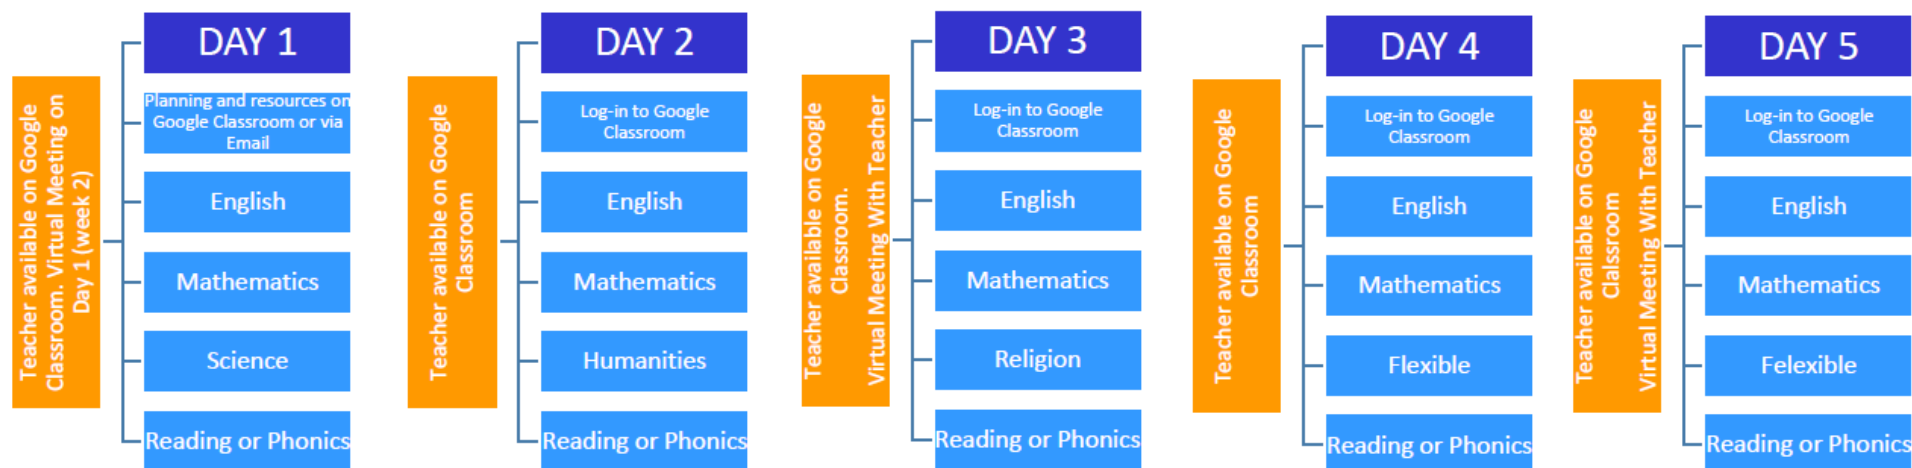 DAY 1
Teacher available on Google
Classroom. Virtual Meeting on
Day 1 (week 2)
Planning and resources on
Google Classroom or via
Email
English
Mathematics
Science
Reading or Phonics
DAY 2
Teacher available on Google
Classroom
Log-in to Google
Classroom
English
Mathematics
Humanities
Reading or Phonics
DAY 3
Teacher available on Google
Classroom.
Virtual Meeting With Teacher
Log-in to Google
Classroom
English
Mathematics
Religion
Reading or Phonics
DAY 4
Teacher available on Google
Classroom
Log-in to Google
Classroom
English
Mathematics
Flexible
Reading or Phonics
DAY 5
Teacher available on Google
Clalssroom
Virtual Meeting With Teacher
Log-in to Google
Classroom
English
Mathematics
Felexible
Reading or Phonics